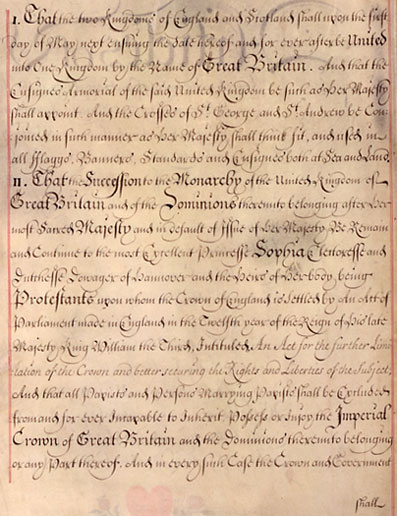 I. That the two Kingdoms of England and Scotland shall upon the first
day of May next ensuing the date hereof and for ever after be United
into One Kingdom by the Name of Great Britain. And that the
Ensignes Armorial of the said United Kingdom be such as Her Majesty
shall appoint And the Crosses of St. George and St. Andrew be Con-
joined in such manner as Her Majesty shall think fit, and used in
all Flaggs, Banners, Standards and Ensignes both at Sea and Land.
II. That the Succession to the Monarchy of the United Kingdom of
Great Britain and of the Dominions thereunto belonging after Her
most Sacred Majesty and in default of Issue of Her Majesty Be Remain
and Continue to the most Excellent Princesse Sophia Electoresse and
Dutchesse Dowager of Hannover and the Heirs of Her body, being
Protestants upon whom the Crown of England is settled by An Act of
Parliament made in England in the Twelfth year of the Reign of His late
Majesty King William the Third, Intituled An Act for the further Limi-
tation of the Crown and better securing the Rights and Liberties of the Subject,
And that all Papists and Persons Marrying Papists shall be Excluded
from and for ever Incapable to Inherit Possess or Enjoy the Imperial
Crown of Great Britain and the Dominions thereunto belonging
or any Part thereof. And in every such Case the Crown and Government
shall